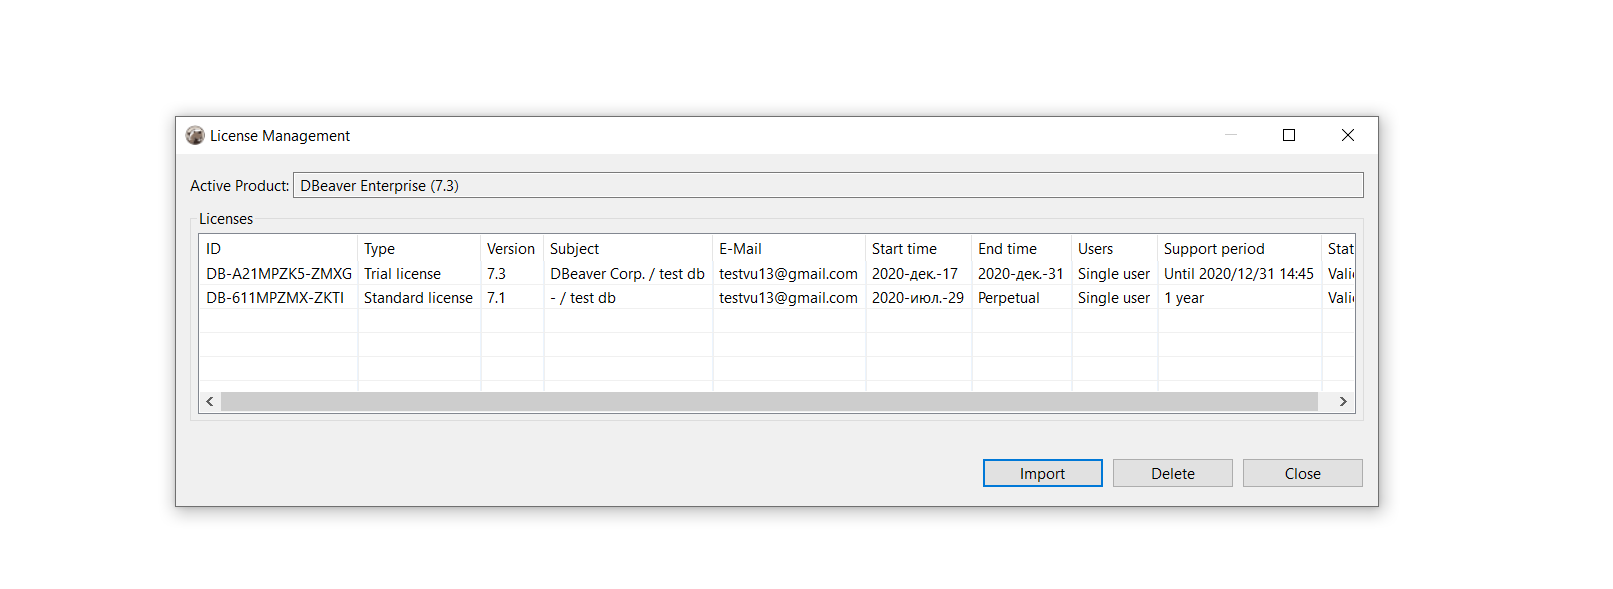 License Management
Active Product: DBeaver Enterprise (7.3)
Licenses
ID Type Version Subject E-Mail Start time End time Users Support period Stat
DB-A21MPZK5-ZMXG Trial license 7.3 DBeaver Corp. / test db testvu13@gmail.com 2020-дек.-17 2020-дек.-31 Single user Until 2020/12/31 14:45 Vali
DB-611MPZMX-ZKTI Standard license 7.1 - / test db testvu13@gmail.com 2020-июл.-29 Perpetual Single user 1 year Vali
Import Delete Close